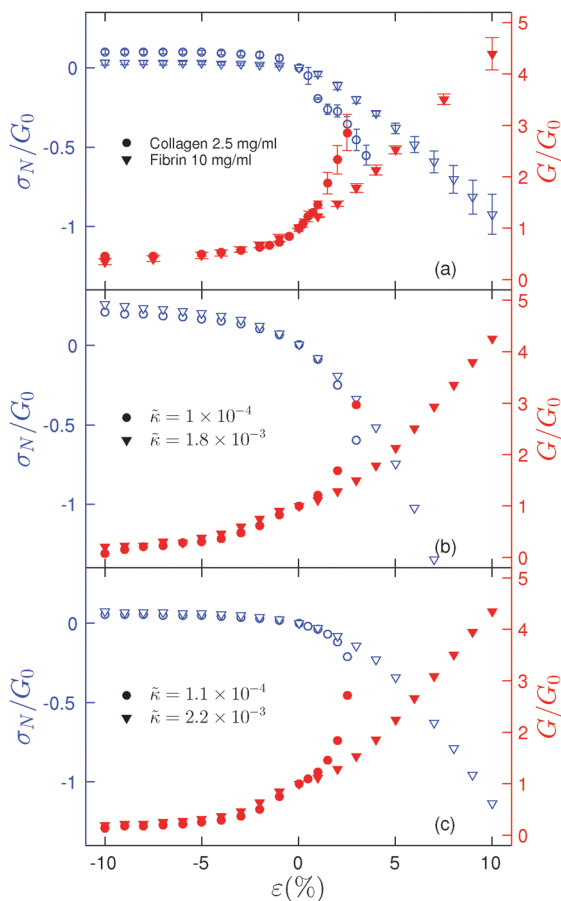 σ_N/G_0
0
-0.5
-1
Collagen 2.5 mg/ml
Fibrin 10 mg/ml
(a)
5
4
3
2
1
0
G/G_0
σ_N/G_0
0
-0.5
-1
κ̃ = 1 × 10⁻⁴
κ̃ = 1.8 × 10⁻³
(b)
5
4
3
2
1
0
G/G_0
σ_N/G_0
0
-0.5
-1
κ̃ = 1.1 × 10⁻⁴
κ̃ = 2.2 × 10⁻³
(c)
5
4
3
2
1
0
G/G_0
-10 -5 0 5 10
ε(%)